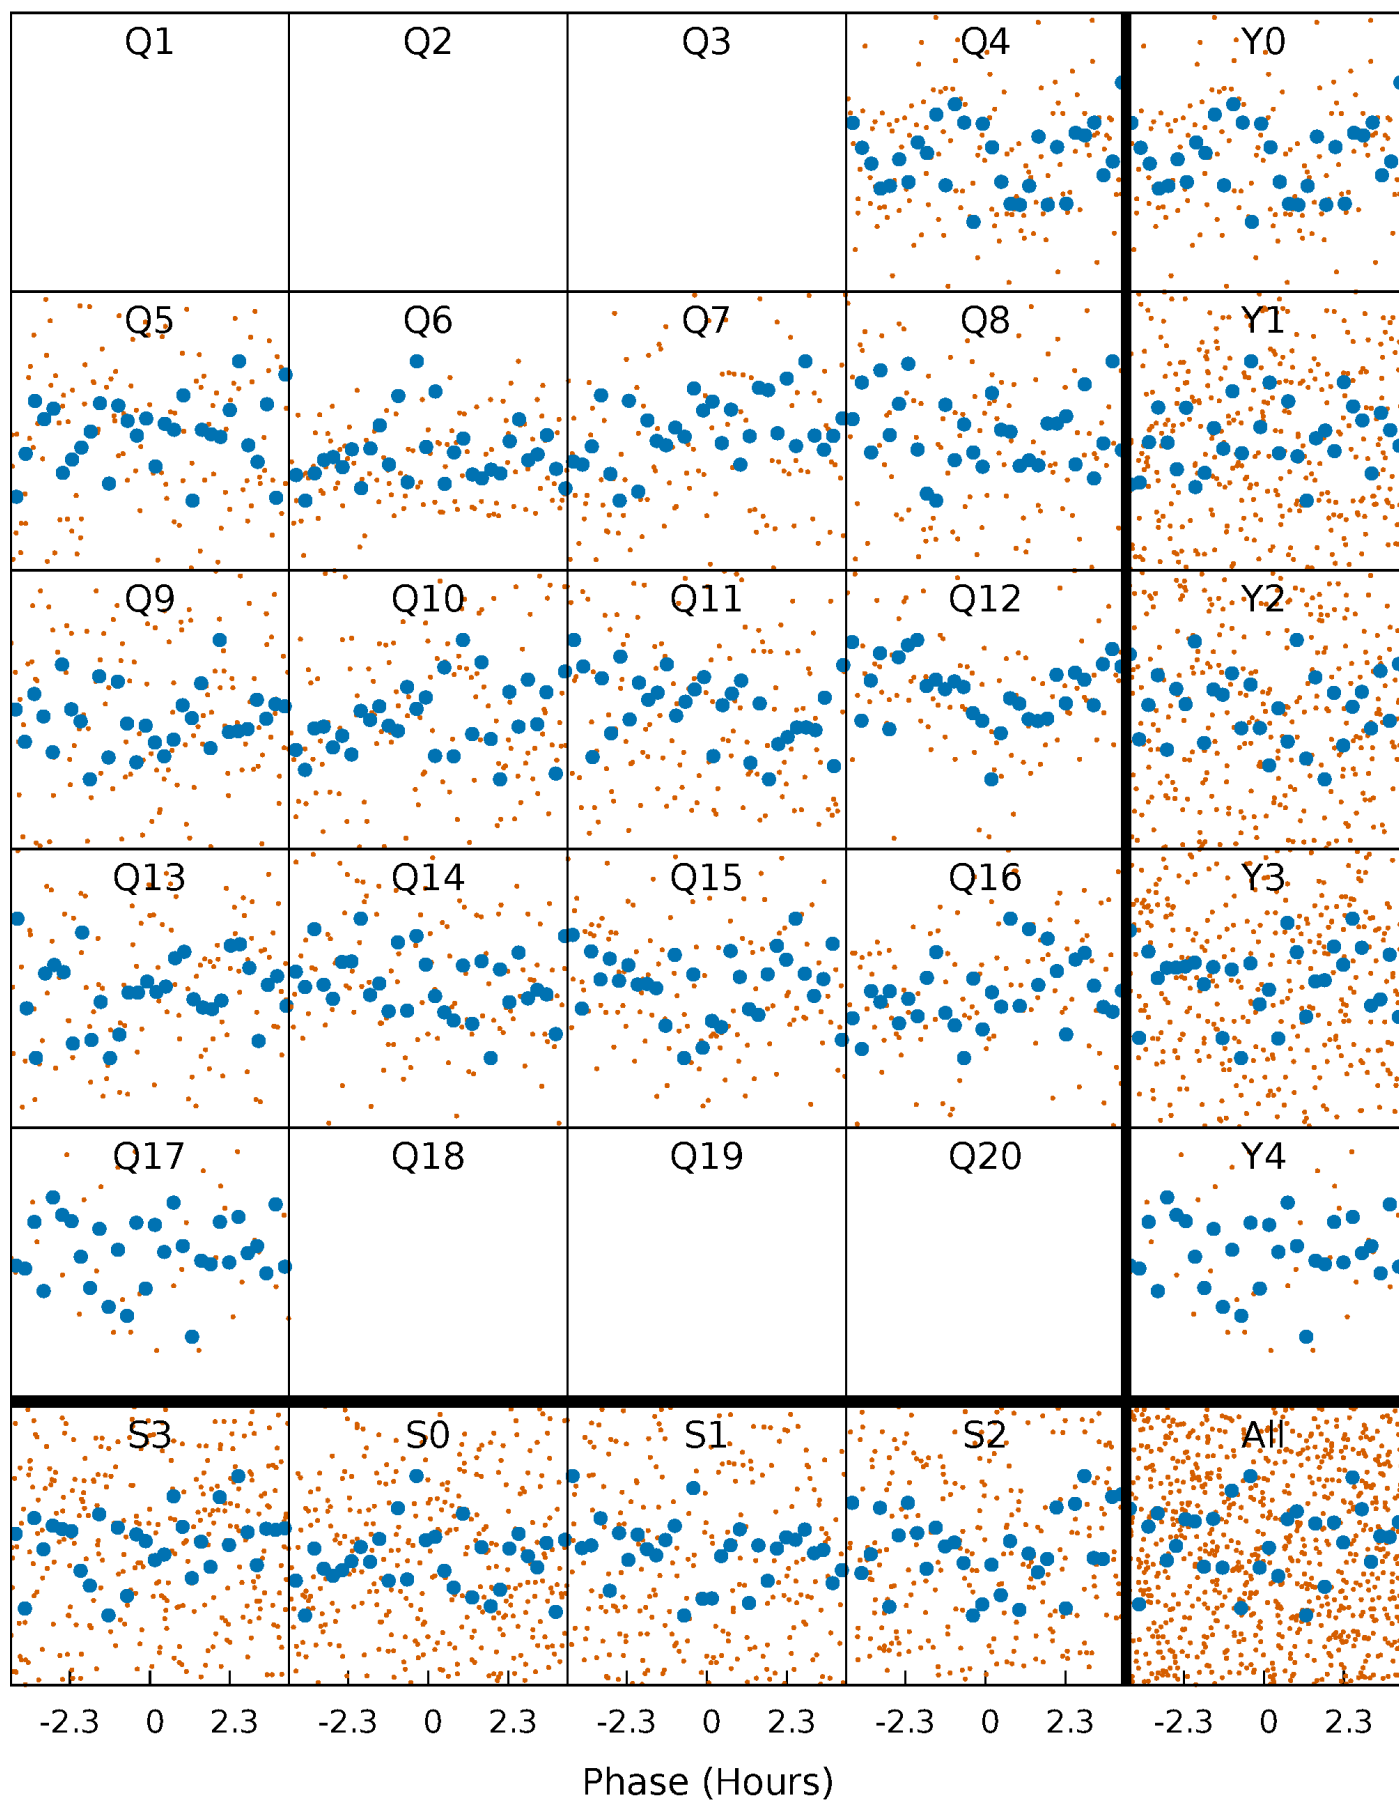 Q1 Q2 Q3 Q4 Y0
Q5 Q6 Q7 Q8 Y1
Q9 Q10 Q11 Q12 Y2
Q13 Q14 Q15 Q16 Y3
Q17 Q18 Q19 Q20 Y4
S3 S0 S1 S2 All
-2.3 0 2.3 -2.3 0 2.3 -2.3 0 2.3 -2.3 0 2.3 -2.3 0 2.3
Phase (Hours)